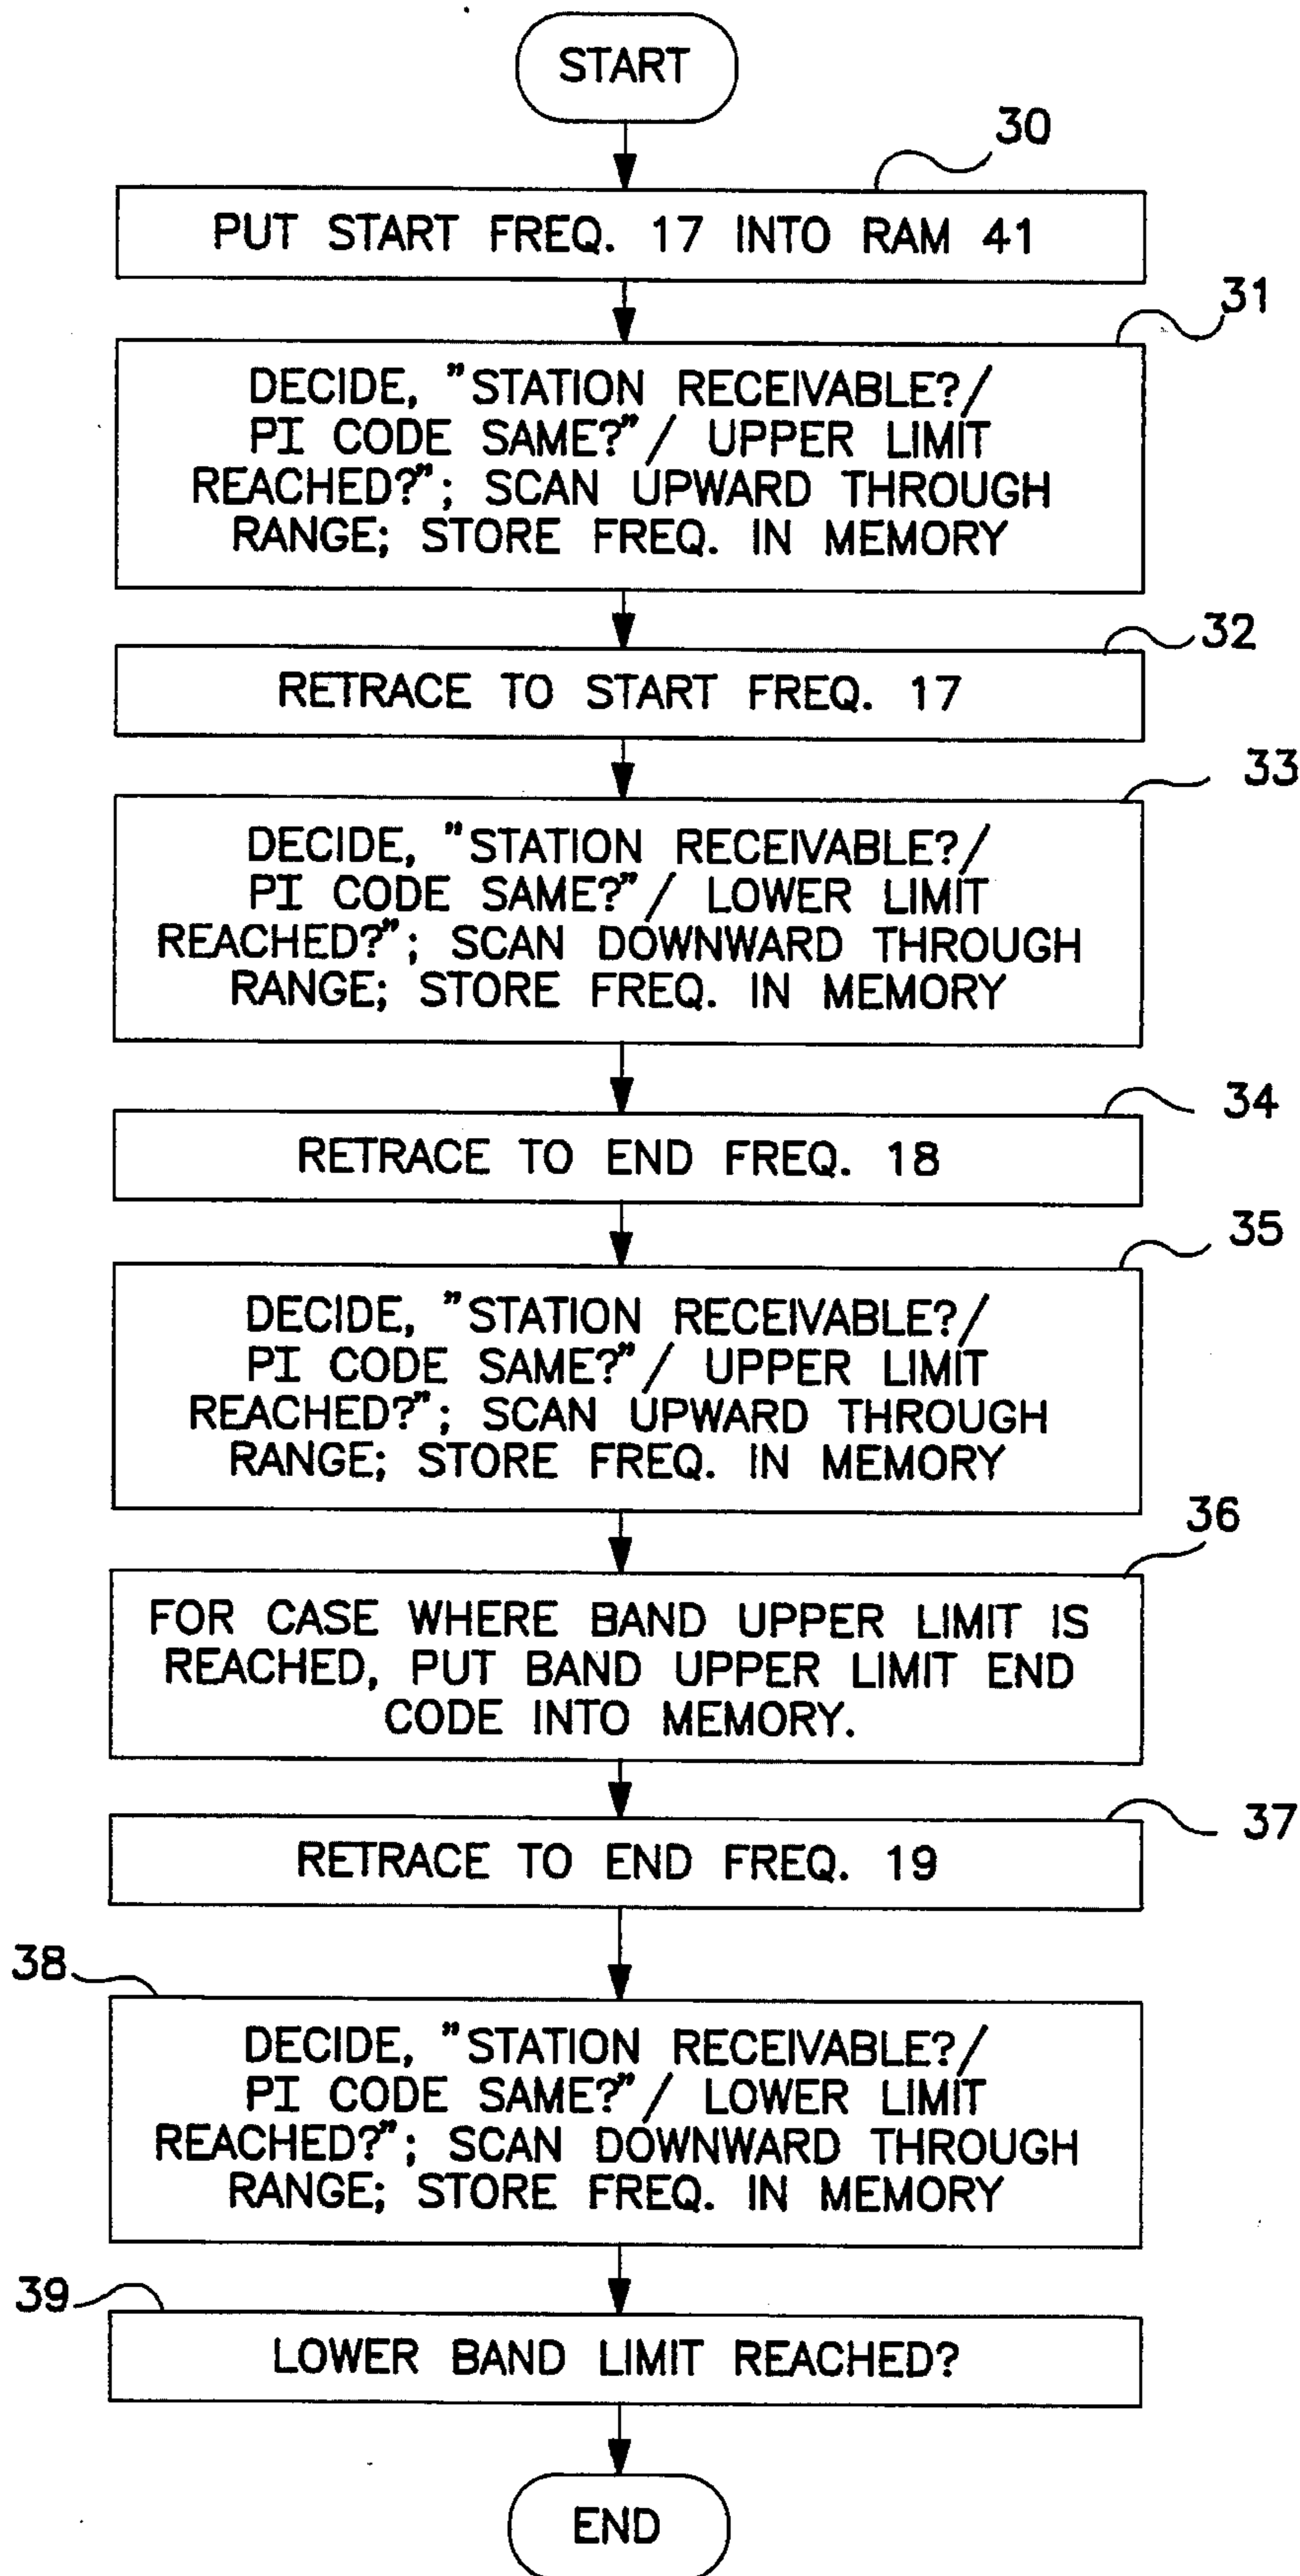 START
30
PUT START FREQ. 17 INTO RAM 41
31
DECIDE, "STATION RECEIVABLE?/
PI CODE SAME?"/ UPPER LIMIT
REACHED?"; SCAN UPWARD THROUGH
RANGE; STORE FREQ. IN MEMORY
32
RETRACE TO START FREQ. 17
33
DECIDE, "STATION RECEIVABLE?/
PI CODE SAME?"/ LOWER LIMIT
REACHED?"; SCAN DOWNWARD THROUGH
RANGE; STORE FREQ. IN MEMORY
34
RETRACE TO END FREQ. 18
35
DECIDE, "STATION RECEIVABLE?/
PI CODE SAME?"/ UPPER LIMIT
REACHED?"; SCAN UPWARD THROUGH
RANGE; STORE FREQ. IN MEMORY
36
FOR CASE WHERE BAND UPPER LIMIT IS
REACHED, PUT BAND UPPER LIMIT END
CODE INTO MEMORY.
37
RETRACE TO END FREQ. 19
38
DECIDE, "STATION RECEIVABLE?/
PI CODE SAME?"/ LOWER LIMIT
REACHED?"; SCAN DOWNWARD THROUGH
RANGE; STORE FREQ. IN MEMORY
39
LOWER BAND LIMIT REACHED?
END